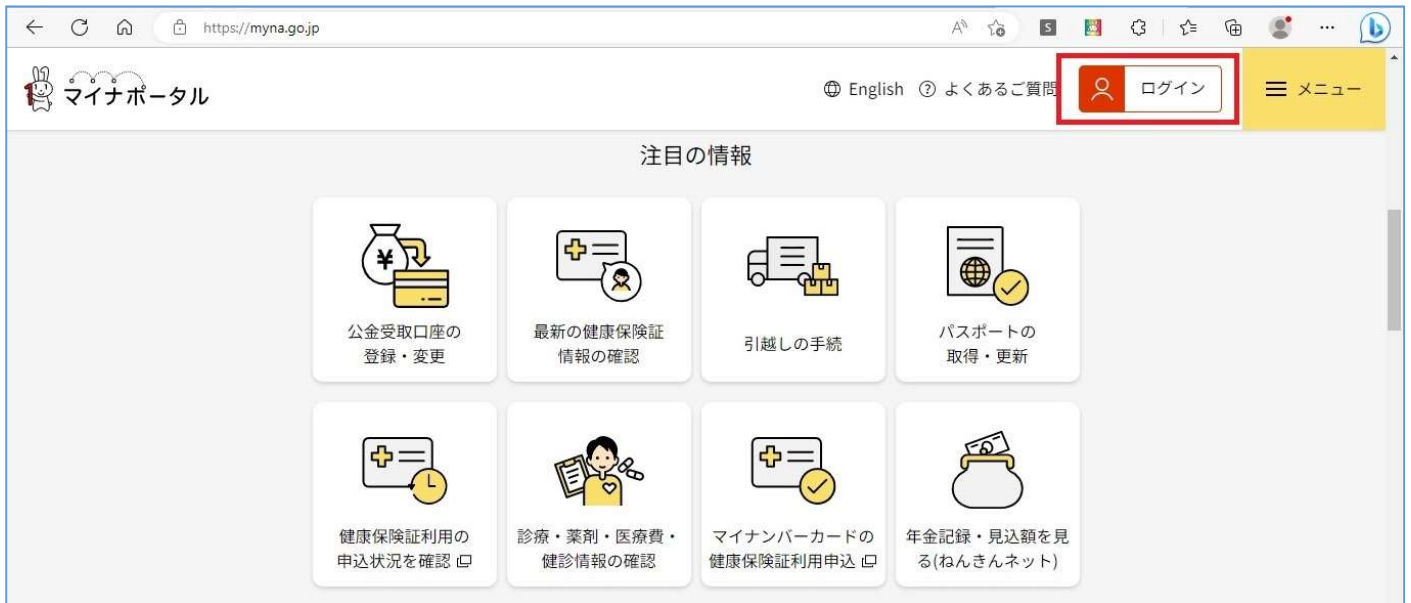 https://myna.go.jp
マイナポータル
English よくあるご質問 ログイン メニュー
注目の情報
公金受取口座の
登録・変更
最新の健康保険証
情報の確認
引越しの手続
パスポートの
取得・更新
健康保険証利用の
申込状況を確認
診療・薬剤・医療費・
健診情報の確認
マイナンバーカードの
健康保険証利用申込
年金記録・見込額を見
る(ねんきんネット)